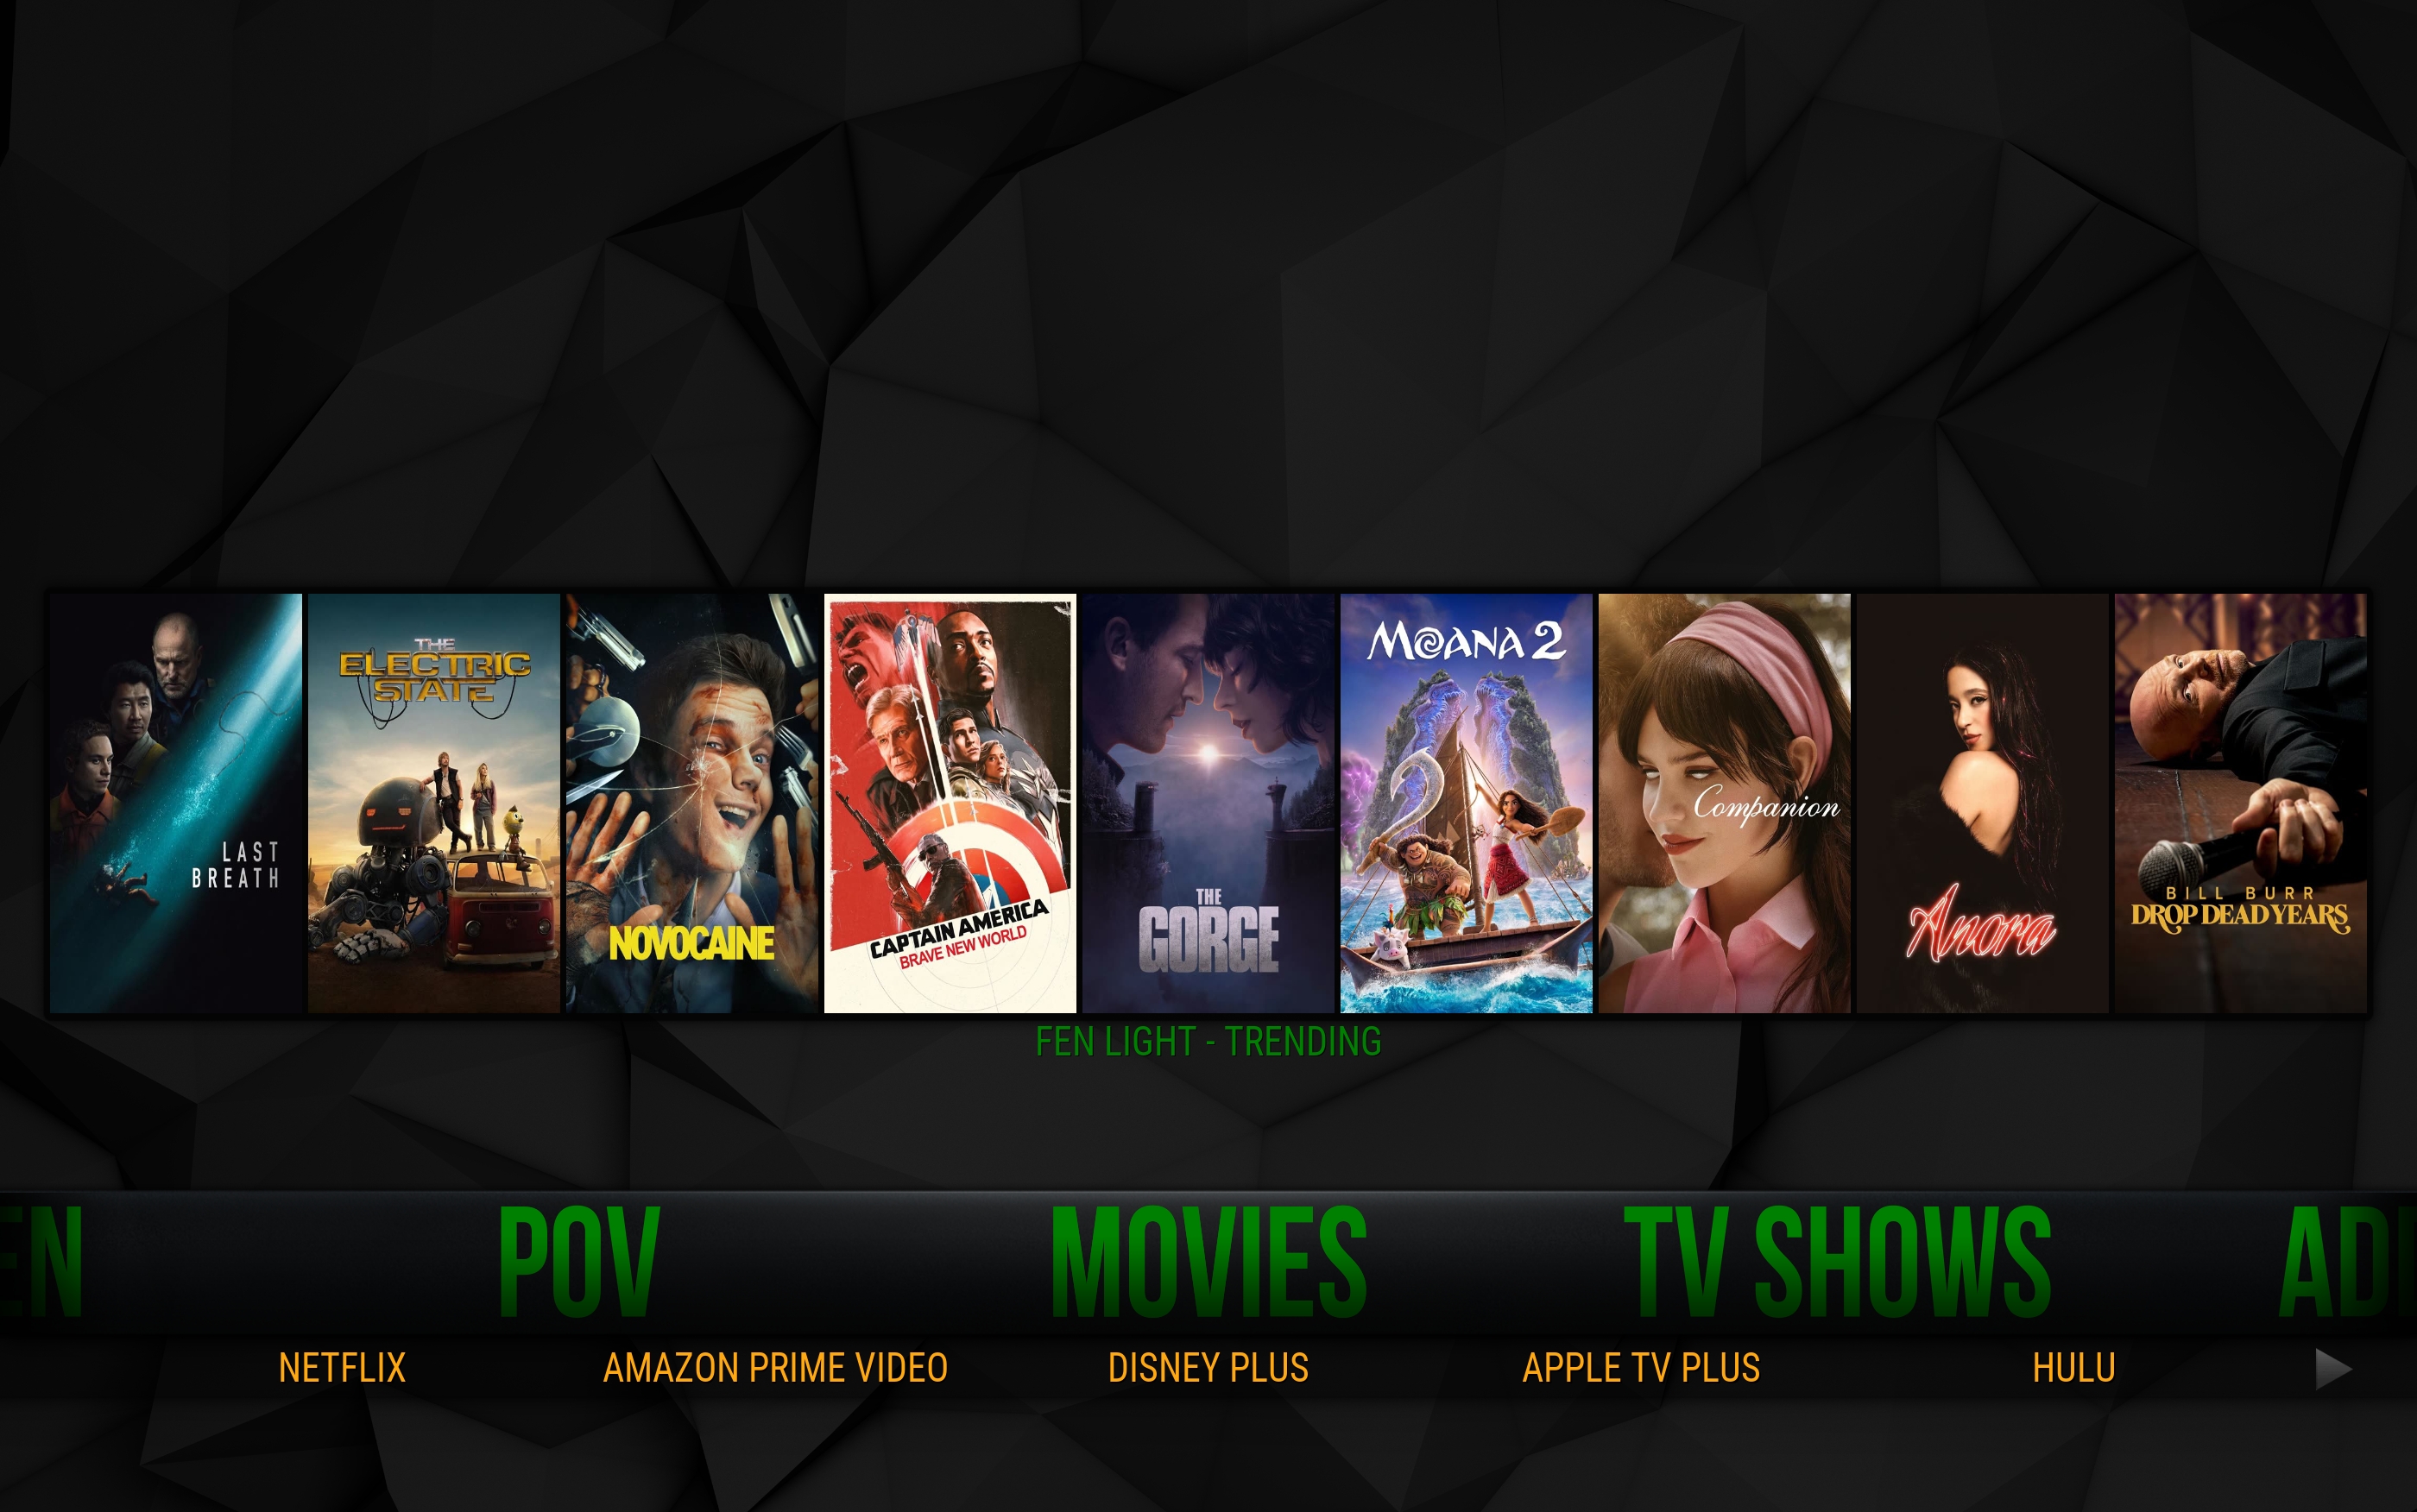 LAST
BREATH
THE
ELECTRIC
STATE
NOVOCAINE
CAPTAIN AMERICA
BRAVE NEW WORLD
THE
GORGE
MOANA 2
Companion
Anora
BILL BURR
DROP DEAD YEARS
FEN LIGHT - TRENDING
EN POV MOVIES TV SHOWS AD
NETFLIX AMAZON PRIME VIDEO DISNEY PLUS APPLE TV PLUS HULU